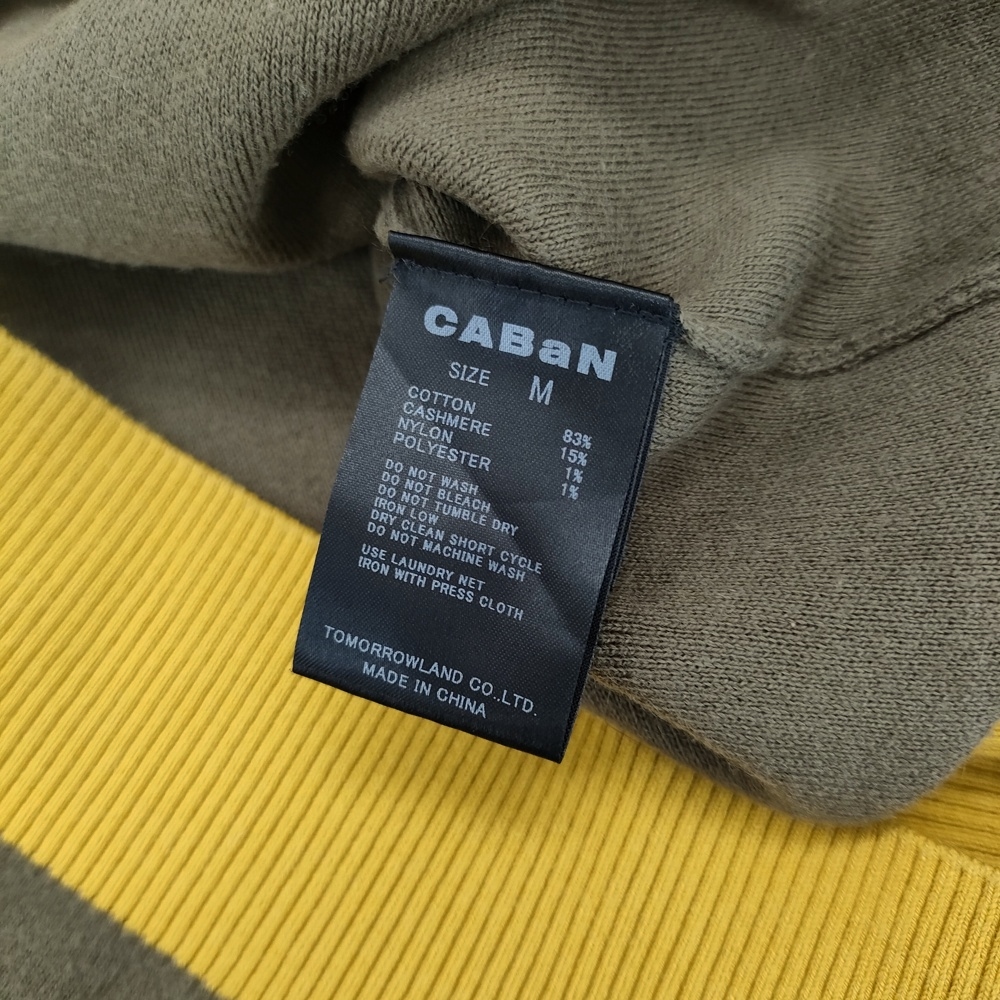 CABaN
SIZE M
COTTON 83%
CASHMERE 15%
NYLON 1%
POLYESTER 1%
DO NOT WASH
DO NOT BLEACH
DO NOT TUMBLE DRY
IRON LOW
DRY CLEAN SHORT CYCLE
DO NOT MACHINE WASH
USE LAUNDRY NET
IRON WITH PRESS CLOTH
TOMORROWLAND CO.,LTD.
MADE IN CHINA